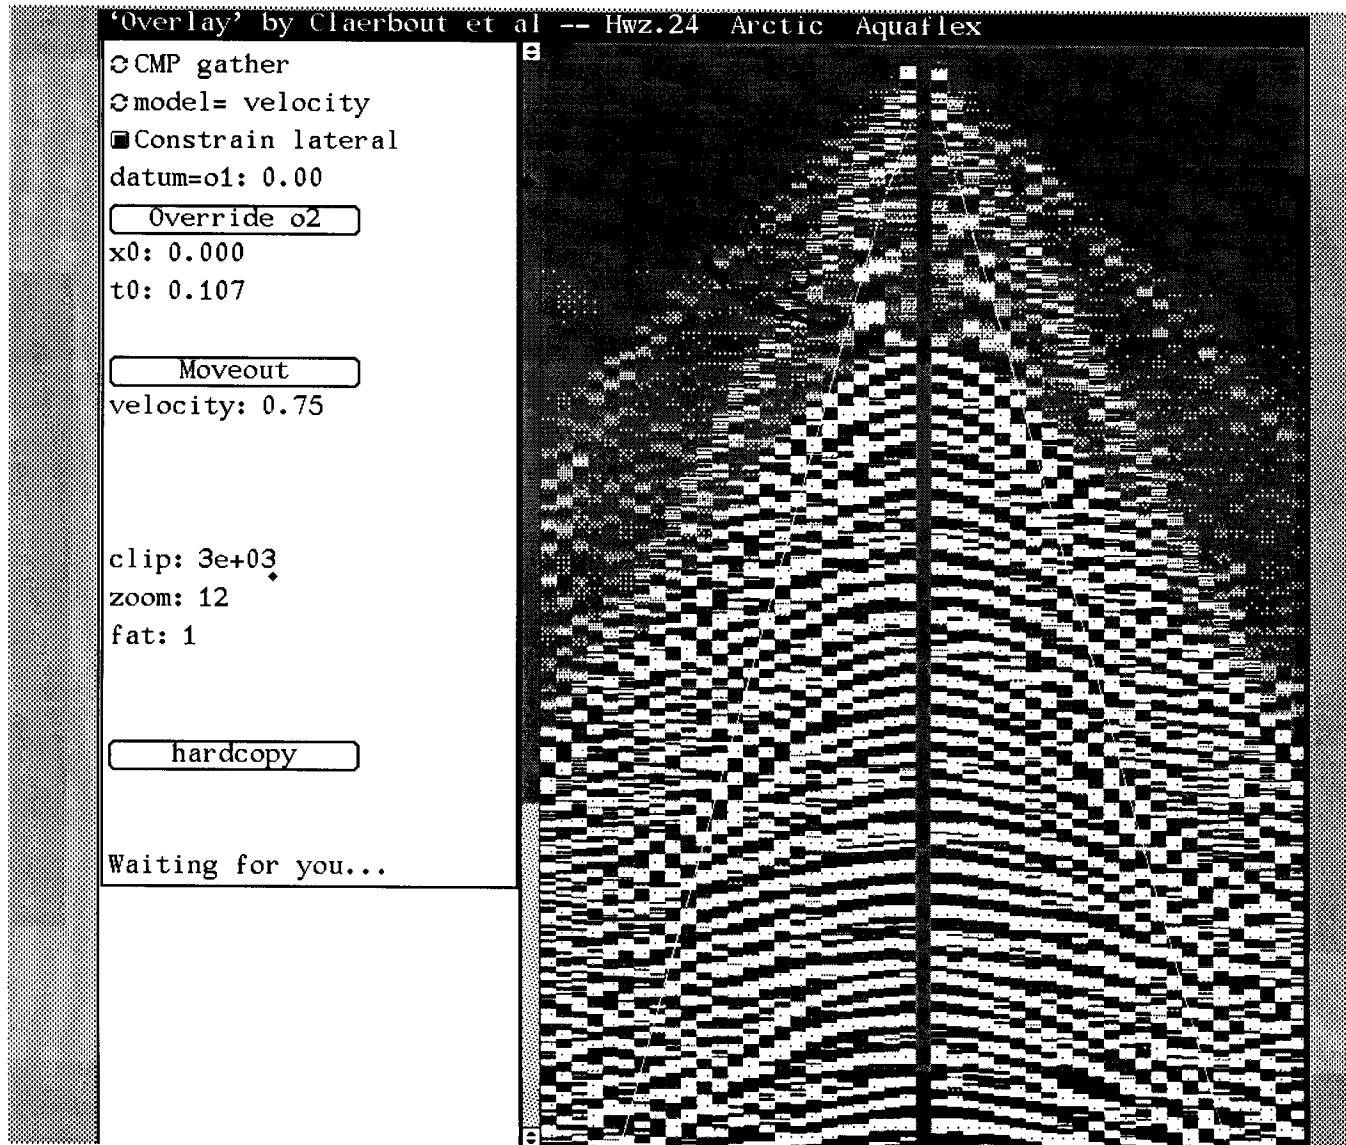 ‘Overlay’ by Claerbout et al -- Hwz.24 Arctic Aquaflex
CMP gather
model= velocity
Constrain lateral
datum=o1: 0.00
Override o2
x0: 0.000
t0: 0.107
Moveout
velocity: 0.75
clip: 3e+03
zoom: 12
fat: 1
hardcopy
Waiting for you...